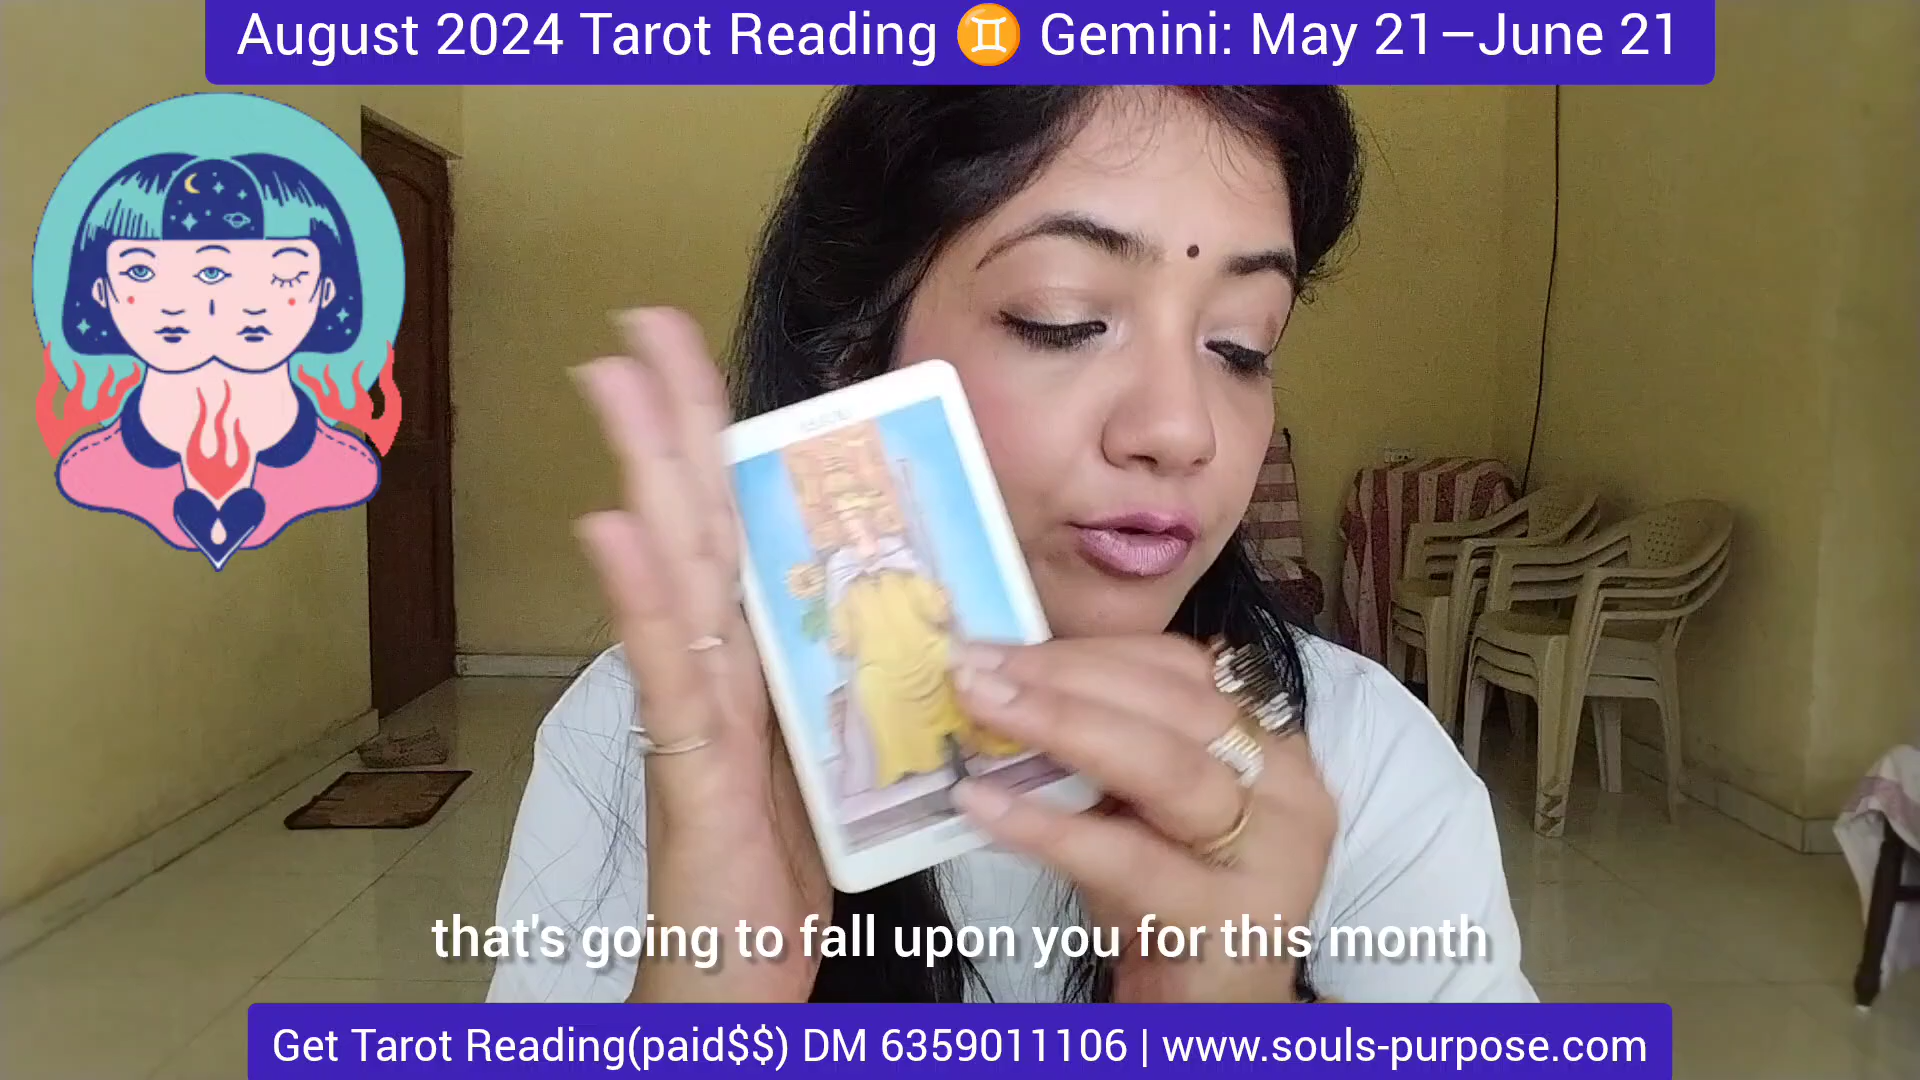 August 2024 Tarot Reading ♊ Gemini: May 21–June 21
that's going to fall upon you for this month
Get Tarot Reading(paid$$) DM 6359011106 | www.souls-purpose.com